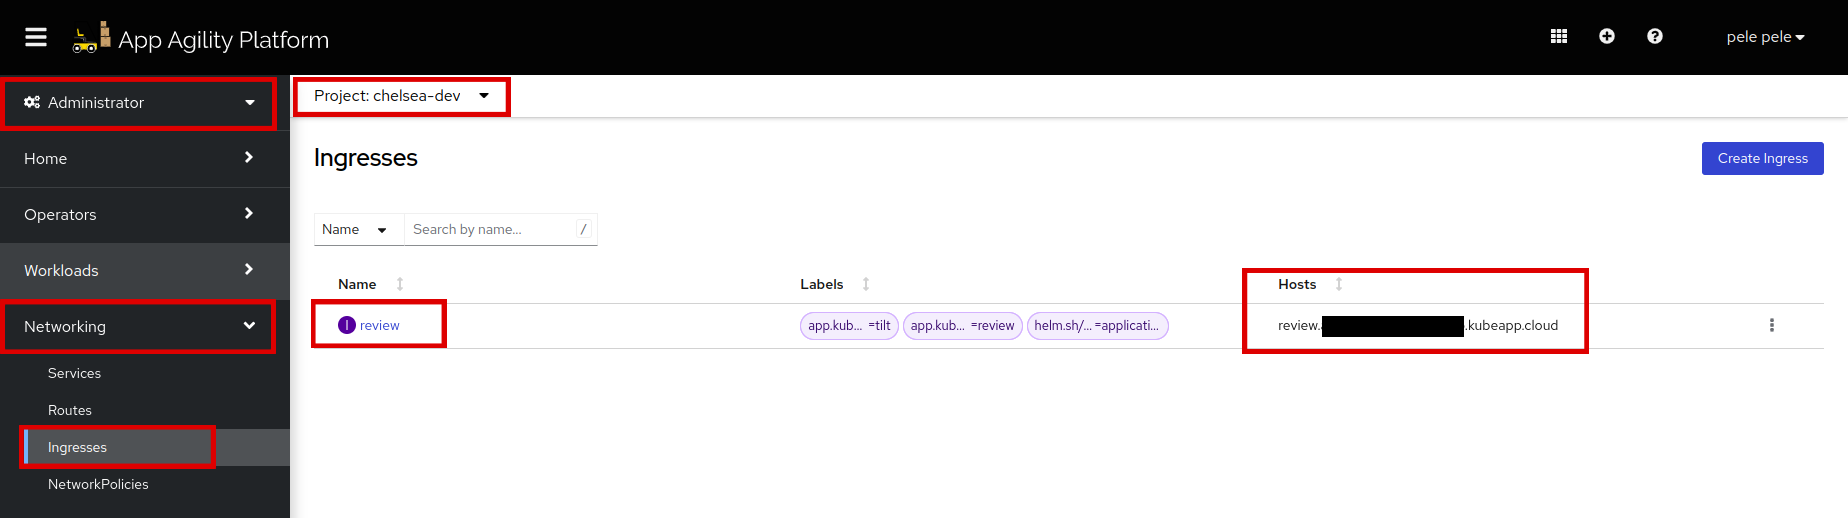 App Agility Platform
pele pele
Administrator
Home
Operators
Workloads
Networking
Services
Routes
Ingresses
NetworkPolicies
Project: chelsea-dev
Ingresses
Create Ingress
Name
Search by name...
/
Name Labels Hosts
I review app.kub... =tilt app.kub... =review helm.sh/... =applicati... review. .kubeapp.cloud